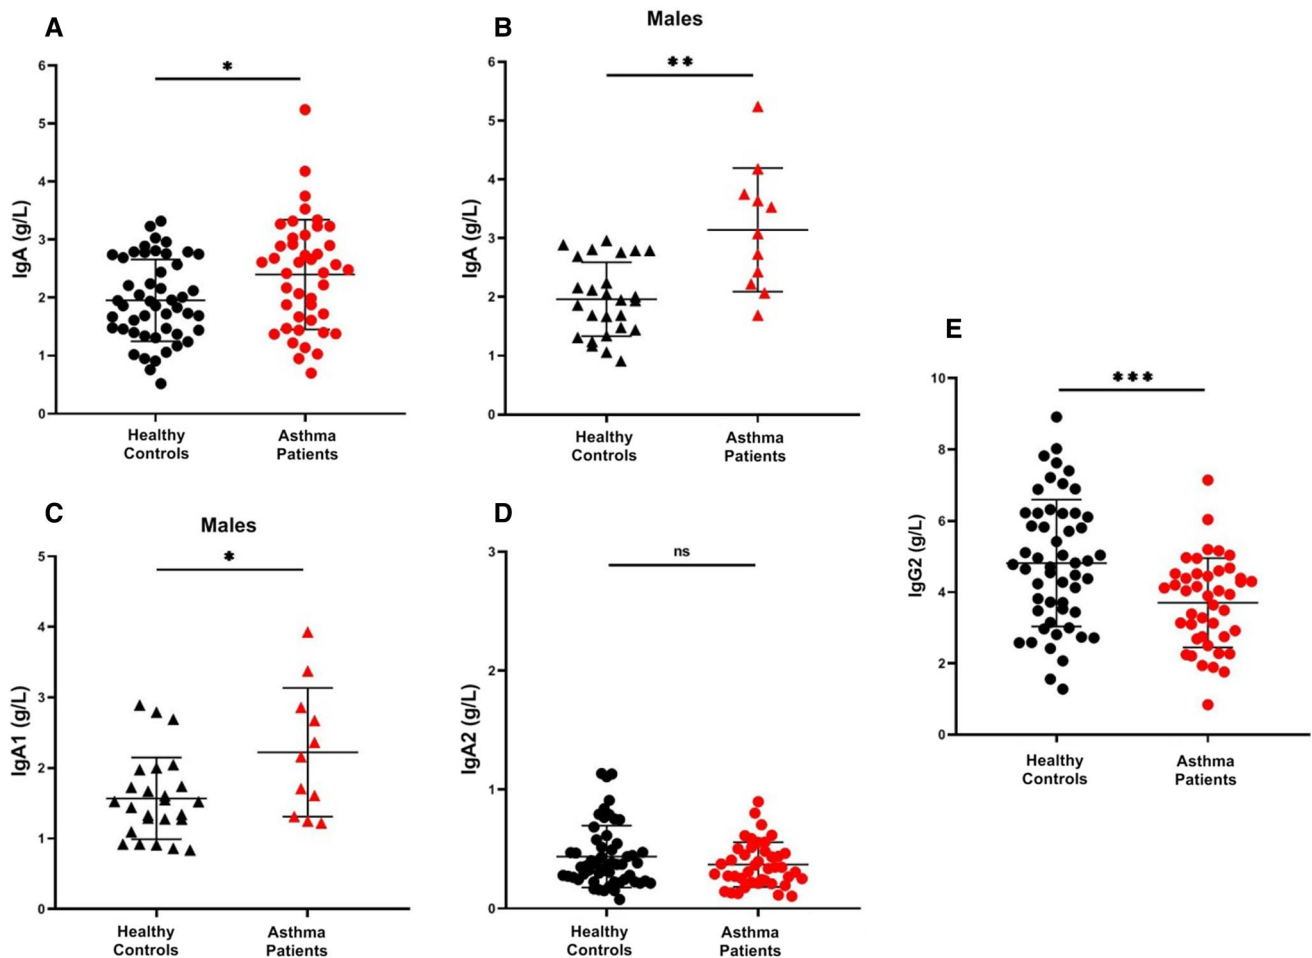 A
IgA (g/L)
6
5
4
3
2
1
0
*
Healthy
Controls
Asthma
Patients
B
Males
IgA (g/L)
6
5
4
3
2
1
0
**
Healthy
Controls
Asthma
Patients
C
Males
IgA1 (g/L)
5
4
3
2
1
0
*
Healthy
Controls
Asthma
Patients
D
IgA2 (g/L)
3
2
1
0
ns
Healthy
Controls
Asthma
Patients
E
IgG2 (g/L)
10
8
6
4
2
0
***
Healthy
Controls
Asthma
Patients